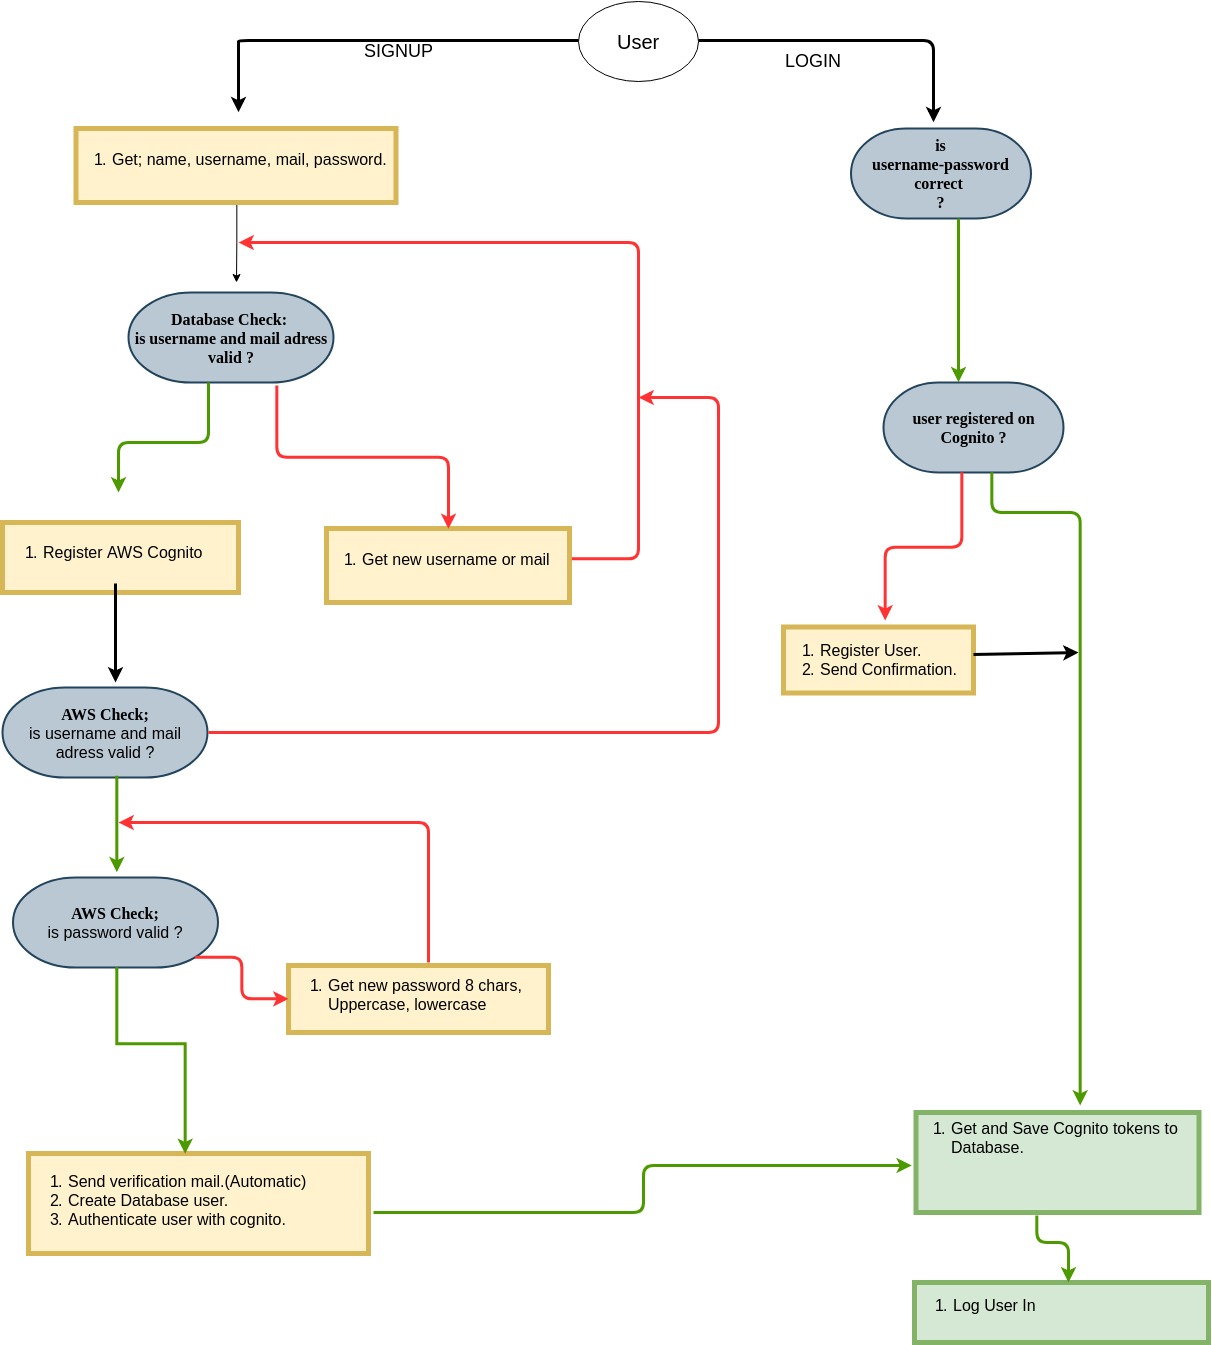 User
SIGNUP
LOGIN
1. Get; name, username, mail, password.
is
username-password
correct
?
Database Check:
is username and mail adress
valid ?
user registered on
Cognito ?
1. Register AWS Cognito
1. Get new username or mail
1. Register User.
2. Send Confirmation.
AWS Check;
is username and mail
adress valid ?
AWS Check;
is password valid ?
1. Get new password 8 chars,
Uppercase, lowercase
1. Get and Save Cognito tokens to
Database.
1. Send verification mail.(Automatic)
2. Create Database user.
3. Authenticate user with cognito.
1. Log User In